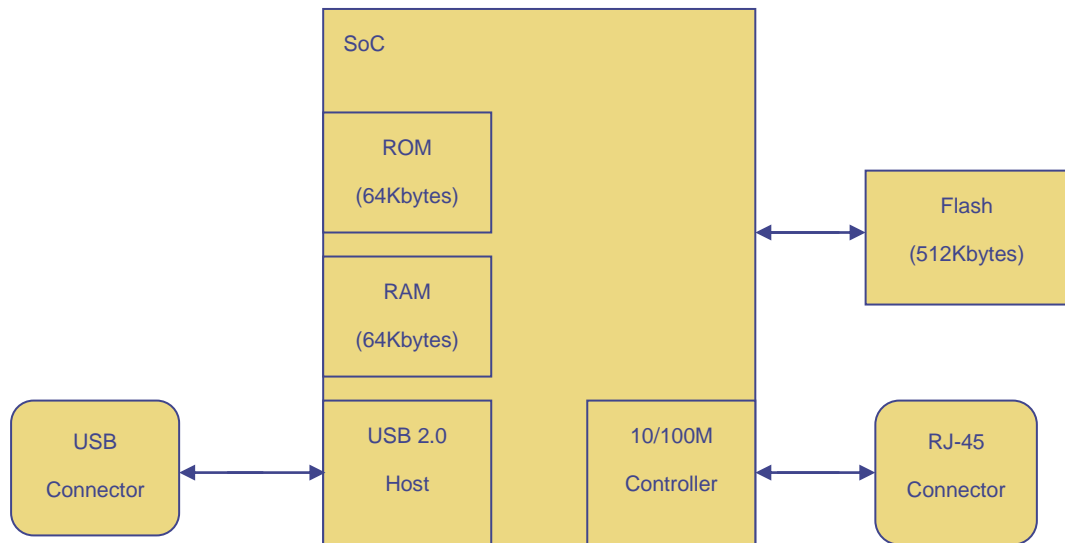 SoC
ROM
(64Kbytes)
Flash
(512Kbytes)
RAM
(64Kbytes)
USB
Connector
USB 2.0
Host
10/100M
Controller
RJ-45
Connector